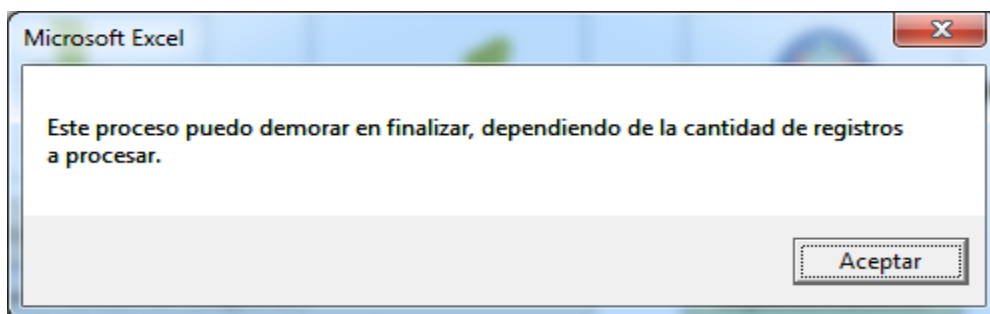 Microsoft Excel
Este proceso puedo demorar en finalizar, dependiendo de la cantidad de registros
a procesar.
Aceptar